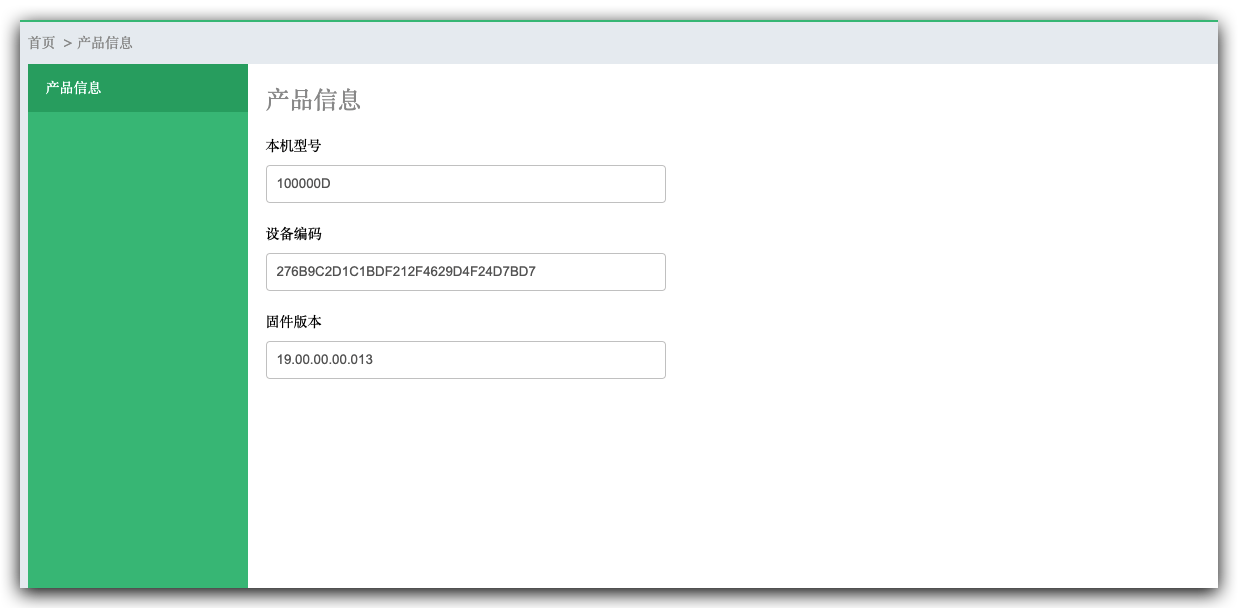 首页 > 产品信息
产品信息
产品信息
本机型号
100000D
设备编码
276B9C2D1C1BDF212F4629D4F24D7BD7
固件版本
19.00.00.00.013